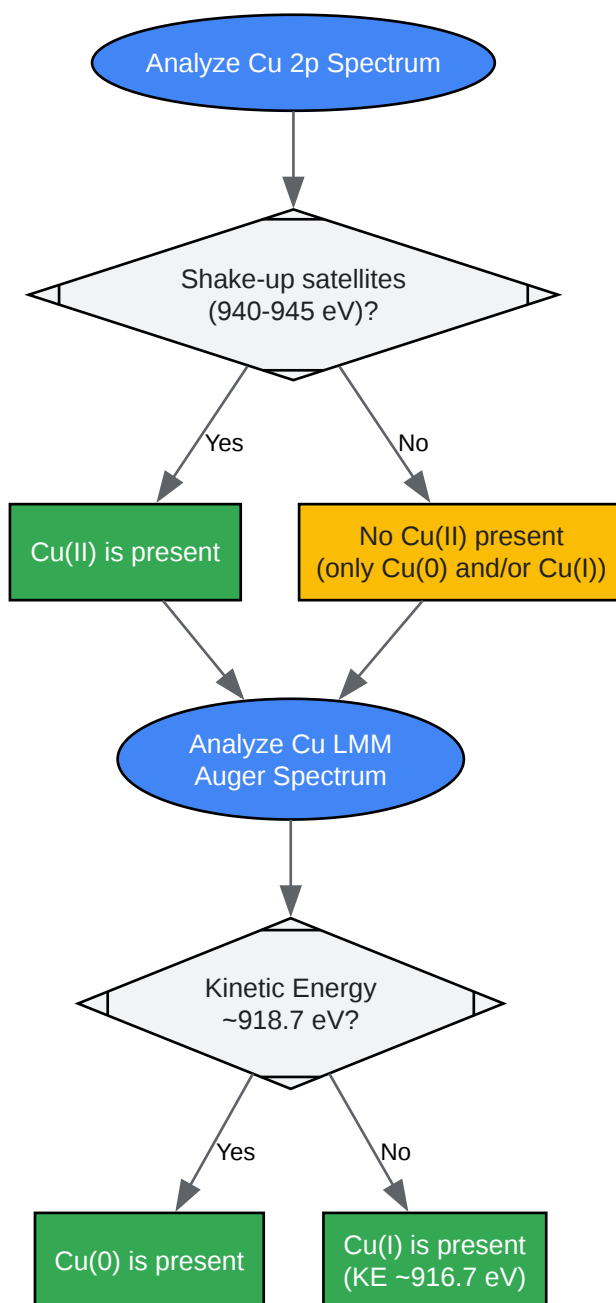 Analyze Cu 2p Spectrum
Shake-up satellites
(940-945 eV)?
Yes
No
Cu(II) is present
No Cu(II) present
(only Cu(0) and/or Cu(I))
Analyze Cu LMM
Auger Spectrum
Kinetic Energy
~918.7 eV?
Yes
No
Cu(0) is present
Cu(I) is present
(KE ~916.7 eV)